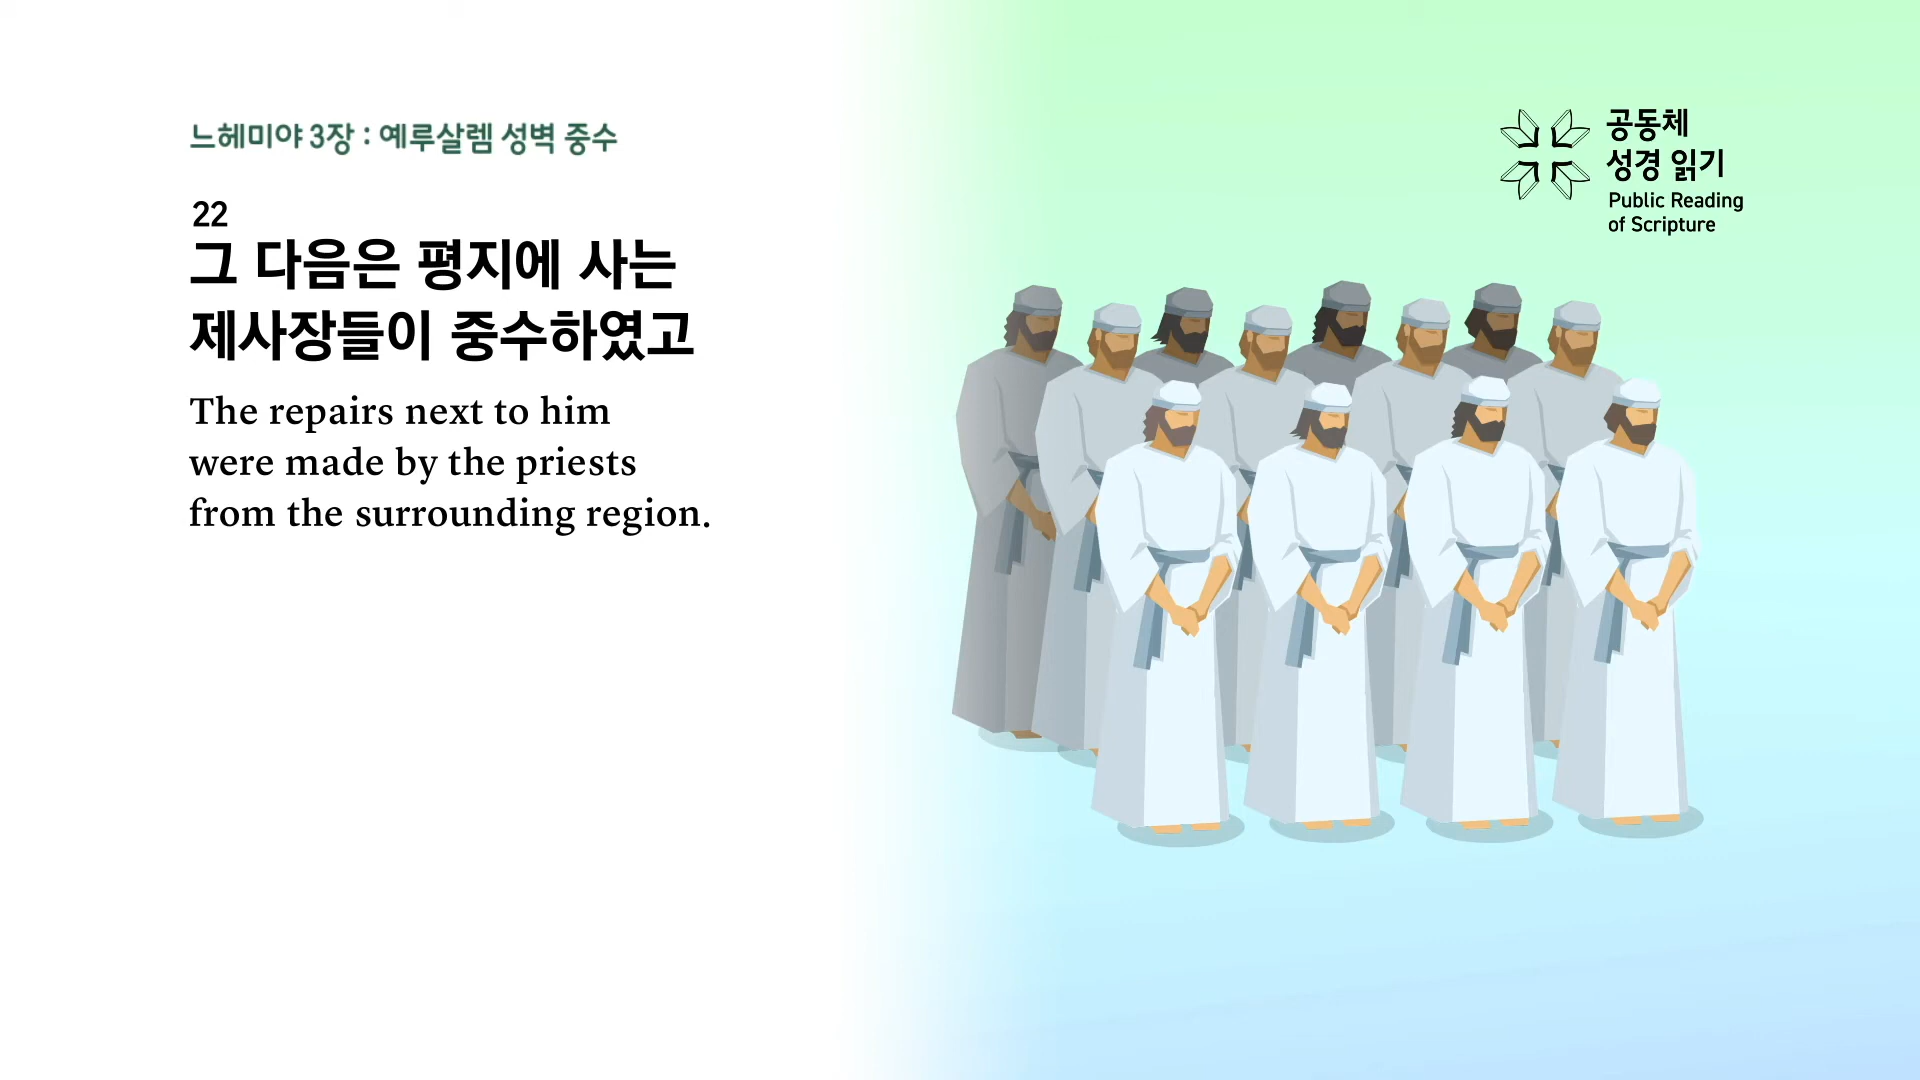 느헤미야 3장 : 예루살렘 성벽 중수
22
그 다음은 평지에 사는
제사장들이 중수하였고
The repairs next to him
were made by the priests
from the surrounding region.
공동체
성경 읽기
Public Reading
of Scripture